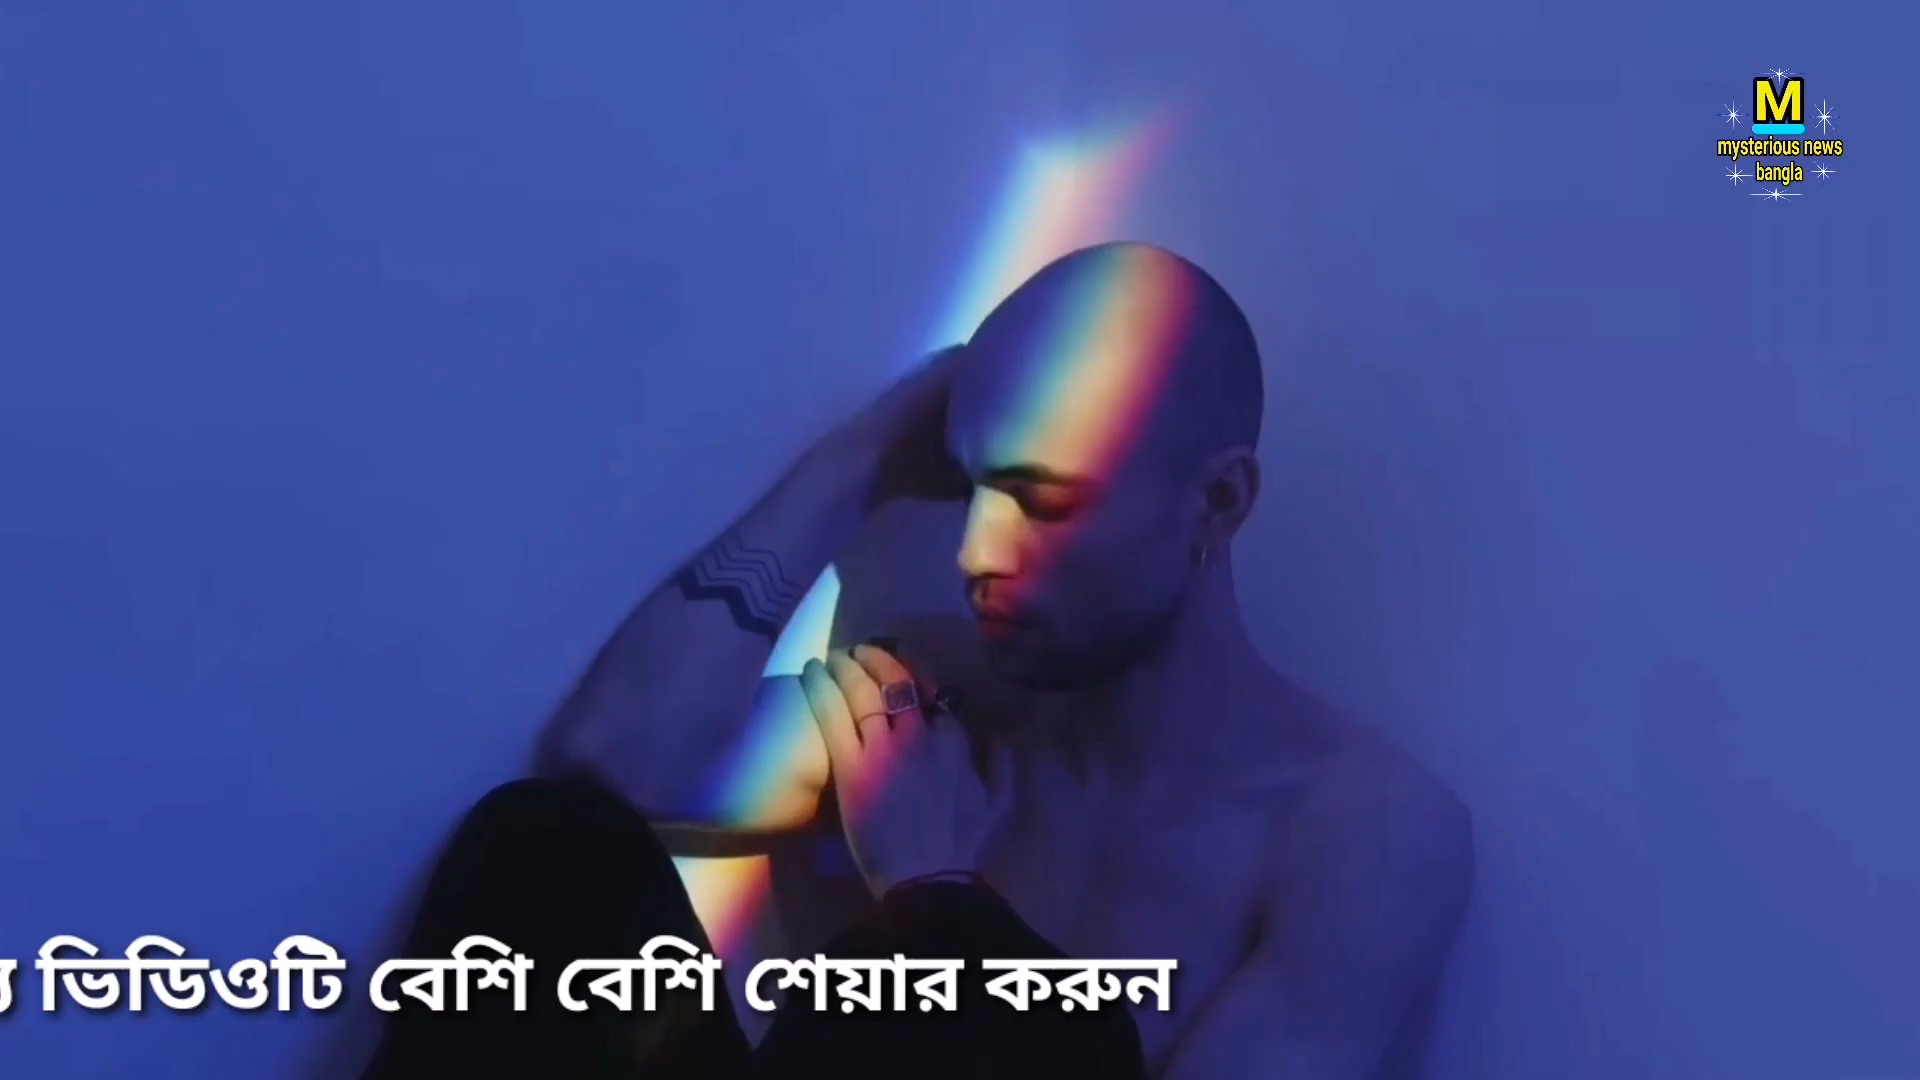 M
mysterious news
bangla
ভিডিওটি বেশি বেশি শেয়ার করুন